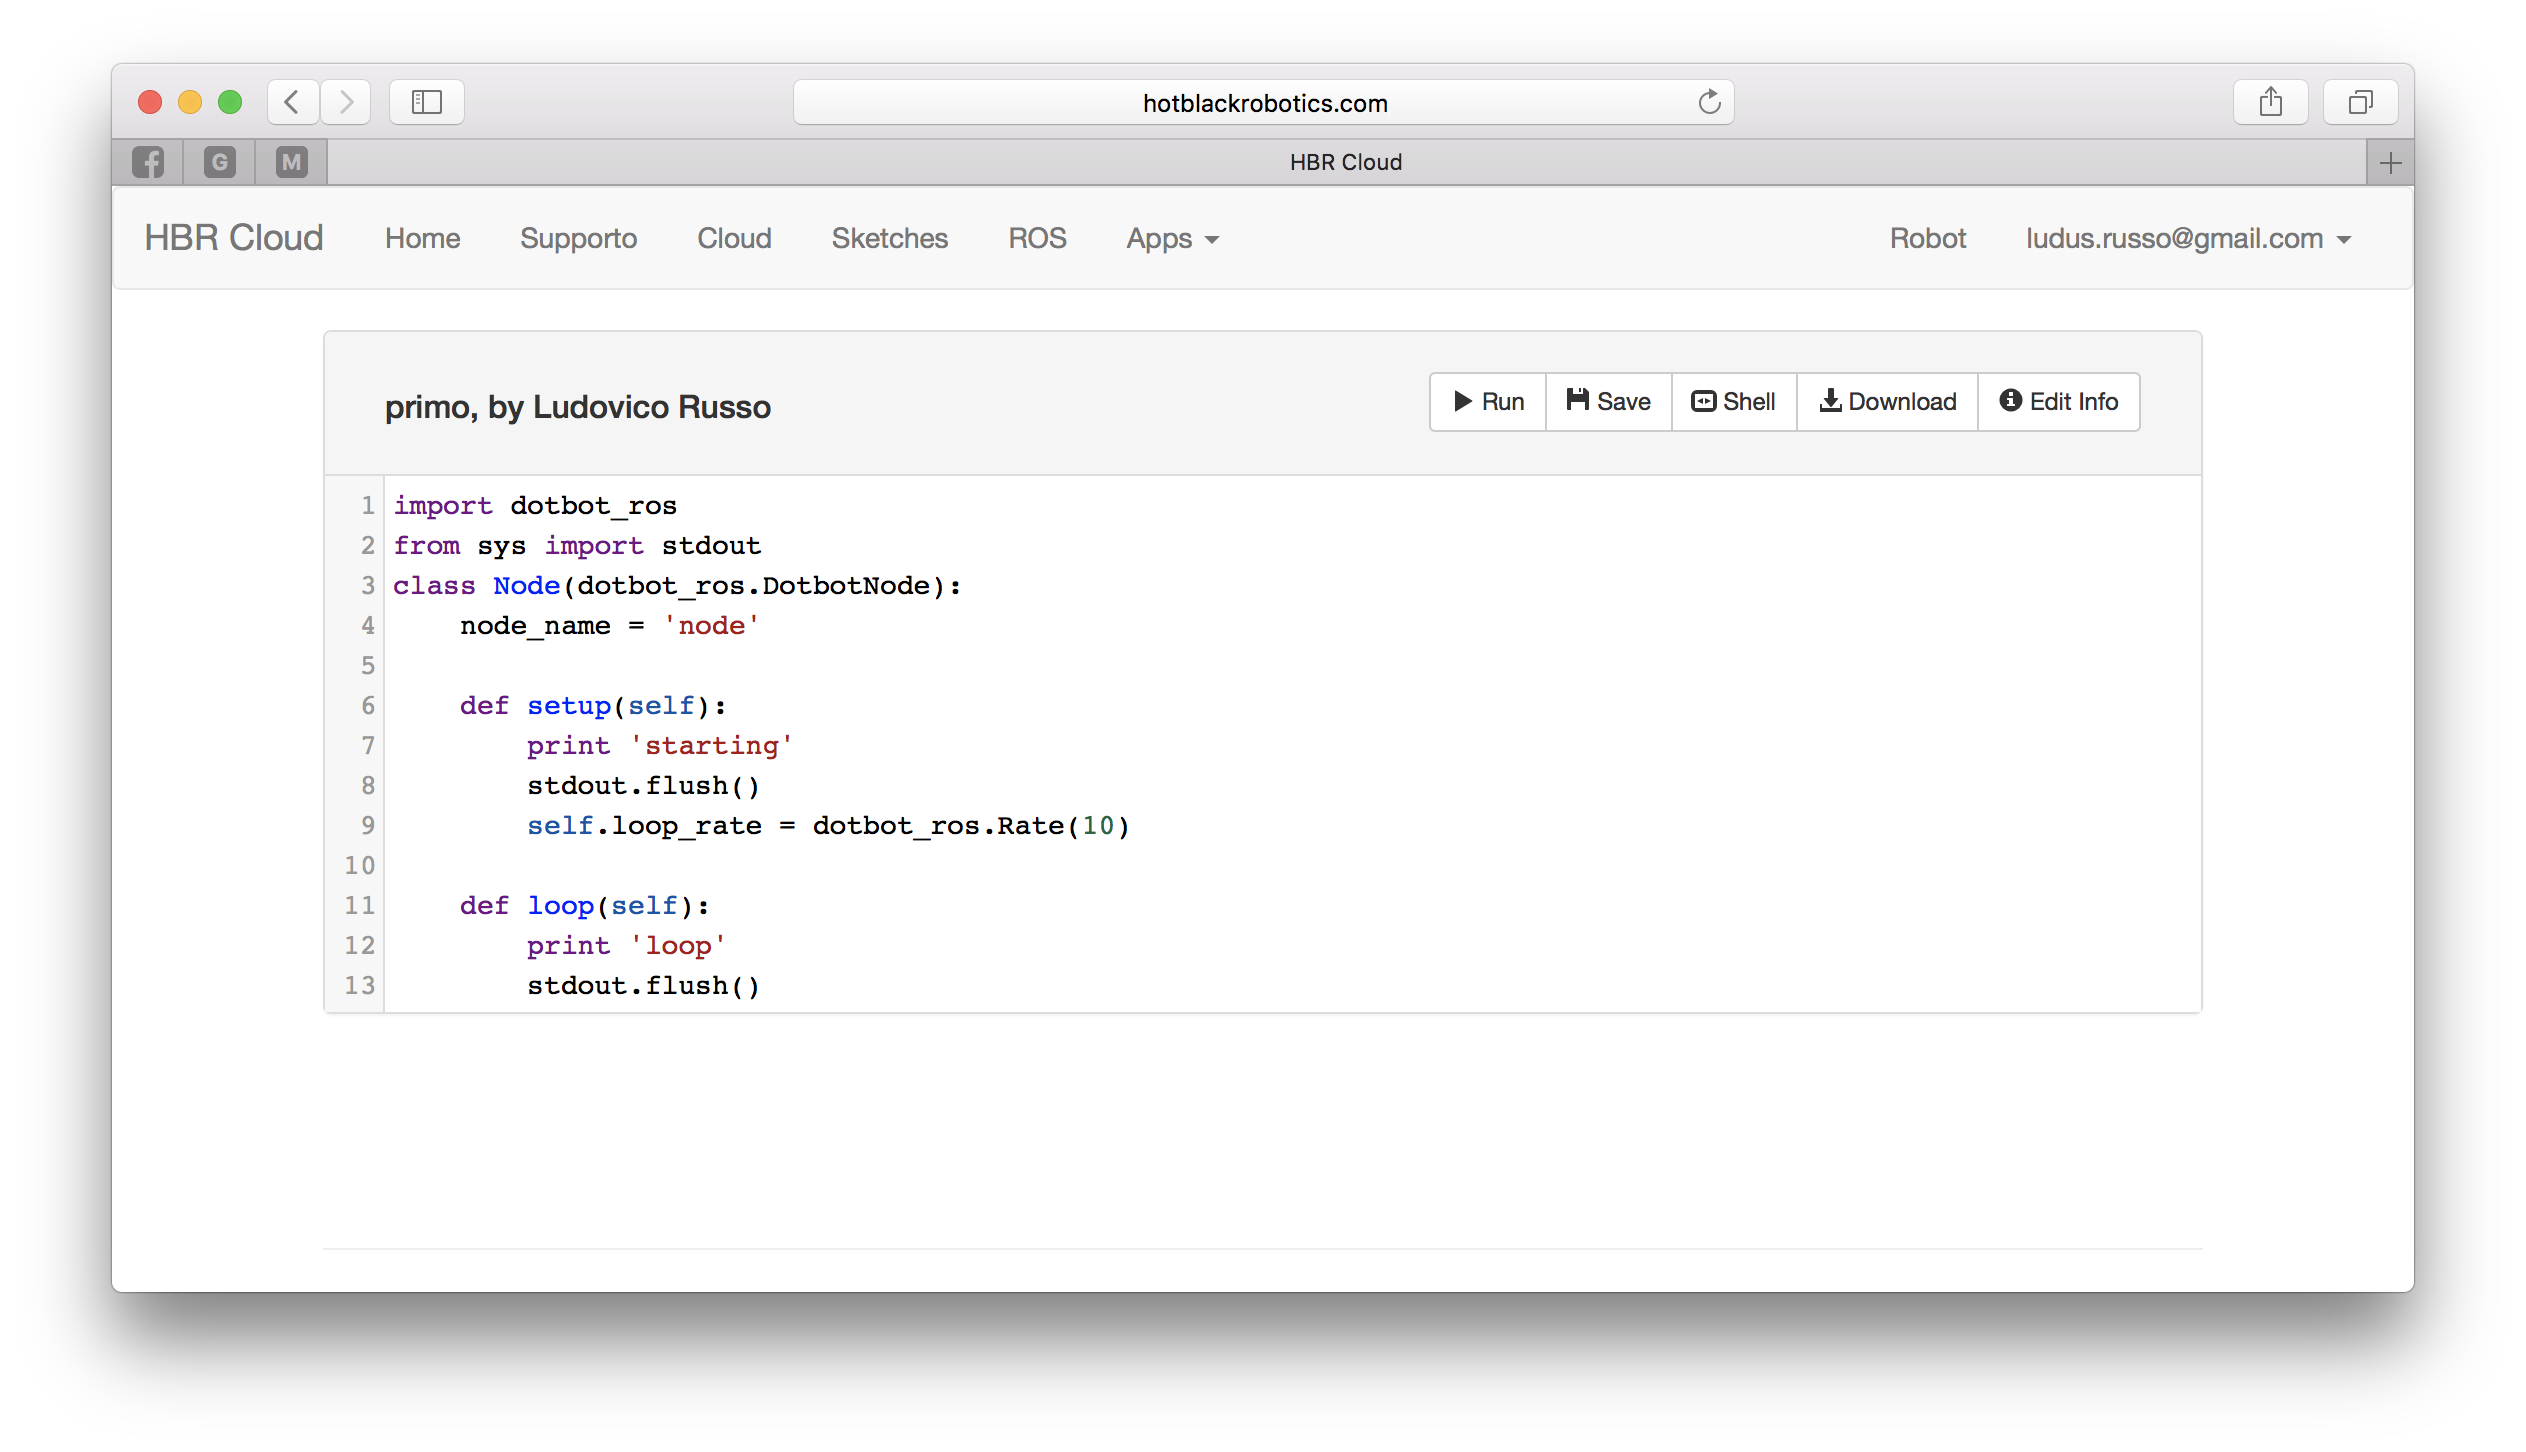 hotblackrobotics.com
G M HBR Cloud
HBR Cloud Home Supporto Cloud Sketches ROS Apps Robot ludus.russo@gmail.com
primo, by Ludovico Russo Run Save Shell Download Edit Info
1 import dotbot_ros
2 from sys import stdout
3 class Node(dotbot_ros.DotbotNode):
4     node_name = 'node'
5
6     def setup(self):
7         print 'starting'
8         stdout.flush()
9         self.loop_rate = dotbot_ros.Rate(10)
10
11     def loop(self):
12         print 'loop'
13         stdout.flush()